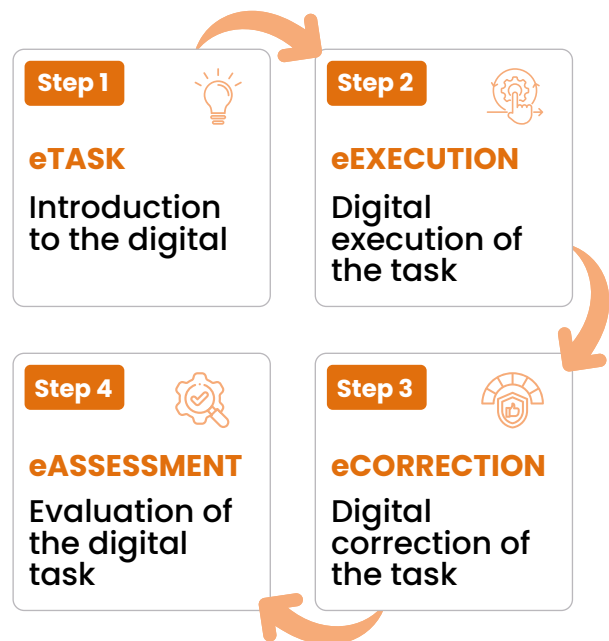 Step 1
eTASK
Introduction
to the digital
Step 2
eEXECUTION
Digital
execution of
the task
Step 3
eCORRECTION
Digital
correction of
the task
Step 4
eASSESSMENT
Evaluation of
the digital
task